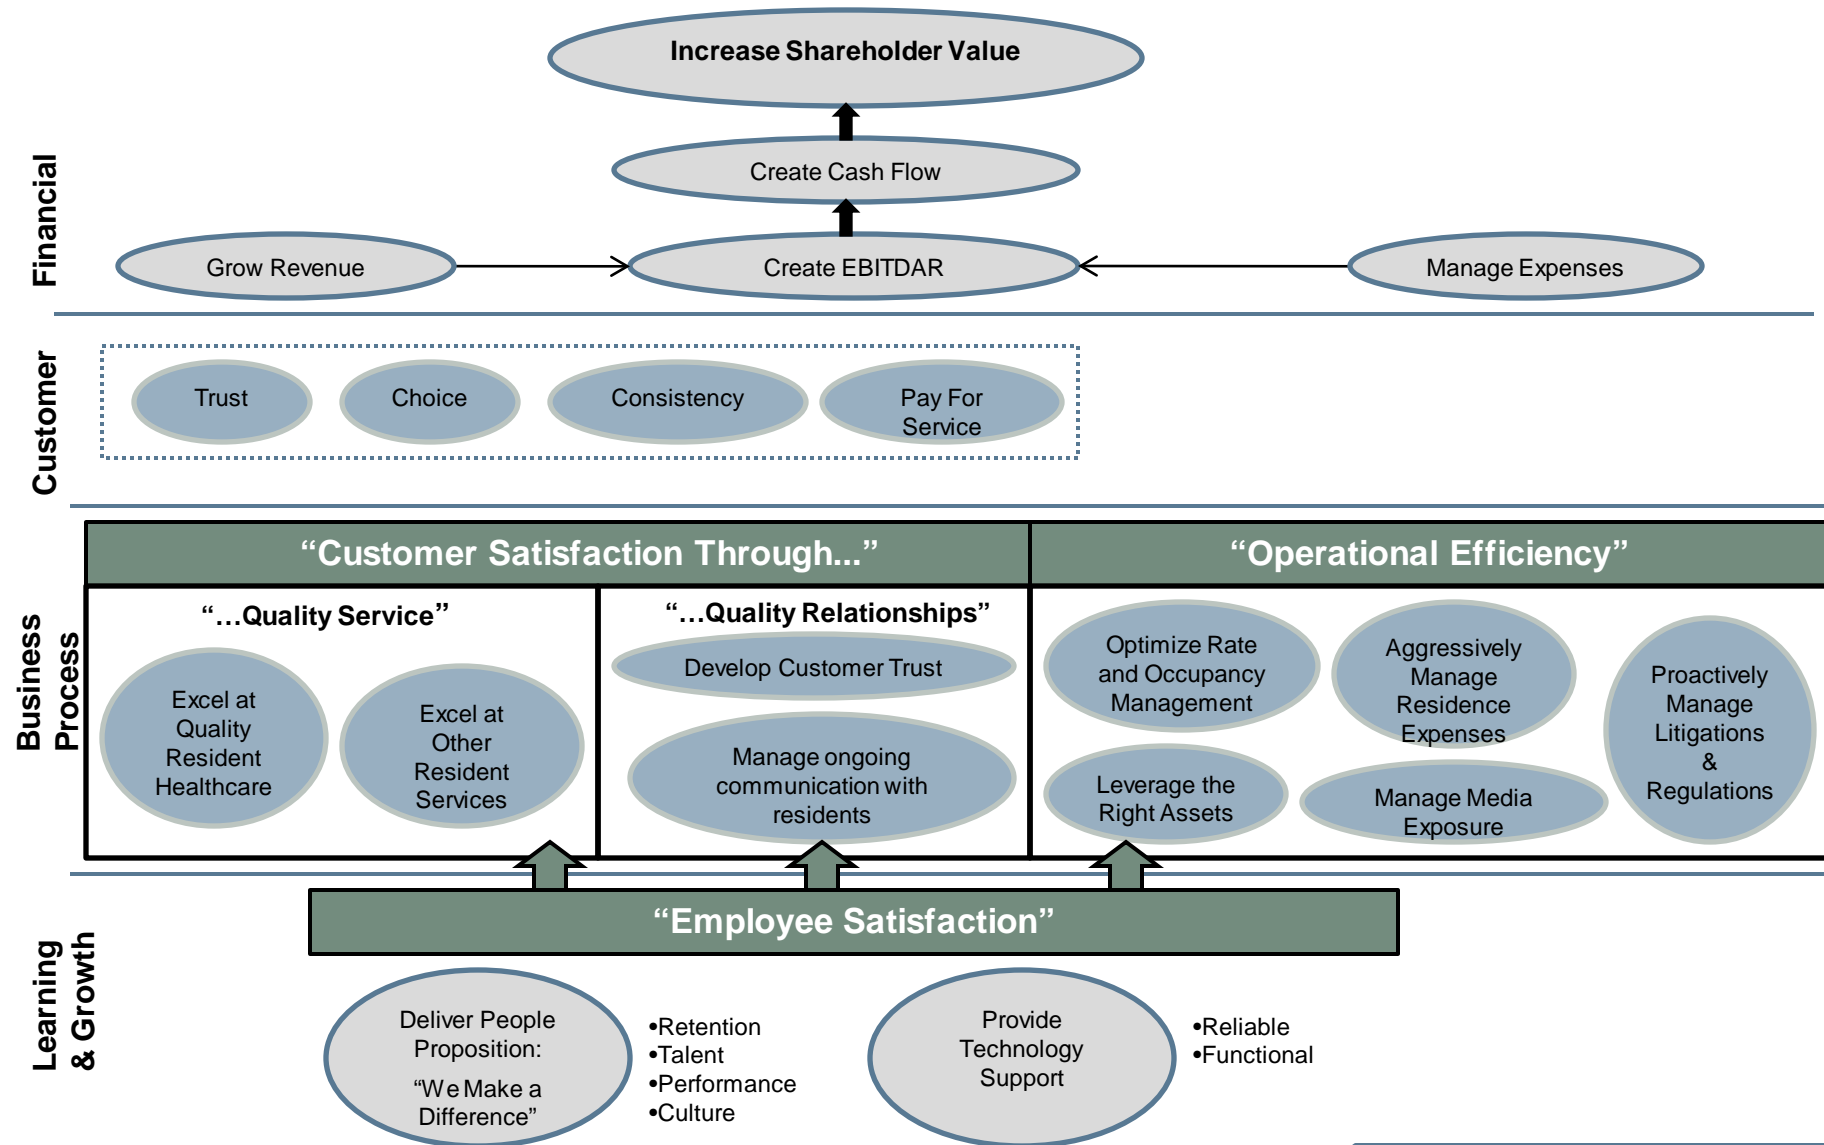 Financial
Increase Shareholder Value
Create Cash Flow
Grow Revenue
Create EBITDAR
Manage Expenses
Customer
Trust
Choice
Consistency
Pay For
Service
Business
Process
“Customer Satisfaction Through...”
“Operational Efficiency”
“…Quality Service”
Excel at
Quality
Resident
Healthcare
Excel at
Other
Resident
Services
“…Quality Relationships”
Develop Customer Trust
Manage ongoing
communication with
residents
Optimize Rate
and Occupancy
Management
Aggressively
Manage
Residence
Expenses
Proactively
Manage
Litigations
&
Regulations
Leverage the
Right Assets
Manage Media
Exposure
Learning
& Growth
“Employee Satisfaction”
Deliver People
Proposition:
“We Make a
Difference”
•Retention
•Talent
•Performance
•Culture
Provide
Technology
Support
•Reliable
•Functional